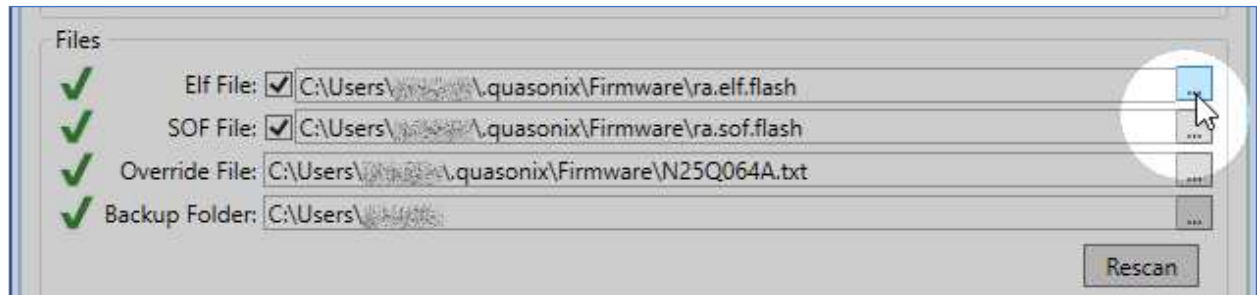 Files
Elf File: C:\Users\ \.quasonix\Firmware\ra.elf.flash ...
SOF File: C:\Users\ \.quasonix\Firmware\ra.sof.flash ...
Override File: C:\Users\ \.quasonix\Firmware\N25Q064A.txt ...
Backup Folder: C:\Users\ ...
Rescan